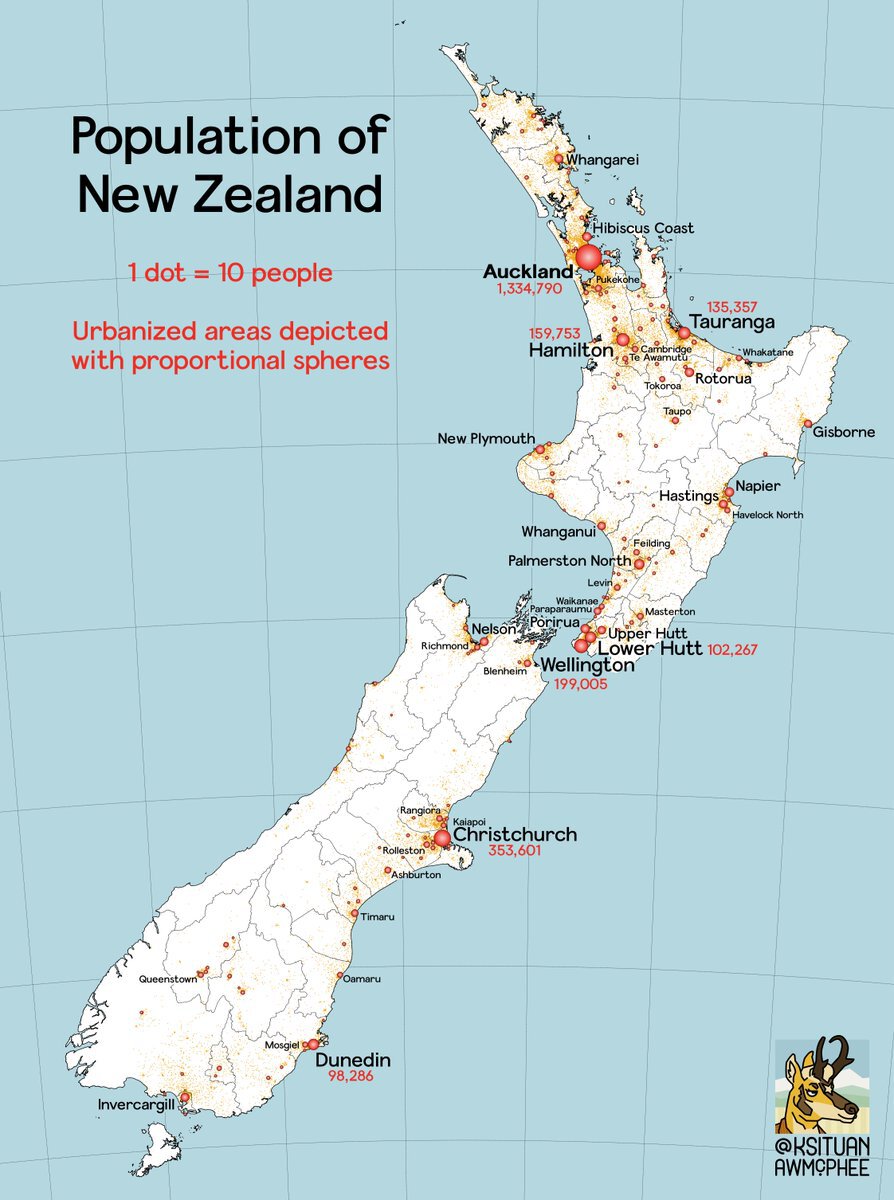 Population of
New Zealand
1 dot = 10 people
Urbanized areas depicted
with proportional spheres
Whangarei
Hibiscus Coast
Auckland
1,334,790
Pukekohe
135,357
Tauranga
159,753
Hamilton
Cambridge
Te Awamutu
Whakatane
Tokoroa
Rotorua
Taupo
Gisborne
New Plymouth
Napier
Hastings
Havelock North
Whanganui
Feilding
Palmerston North
Levin
Waikanae
Paraparaumu
Masterton
Porirua
Upper Hutt
Lower Hutt 102,267
Wellington
199,005
Nelson
Richmond
Blenheim
Rangiora
Kaiapoi
Christchurch
353,601
Rolleston
Ashburton
Timaru
Queenstown
Oamaru
Mosgiel
Dunedin
98,286
Invercargill
@KSITUAN
AWMCPHEE